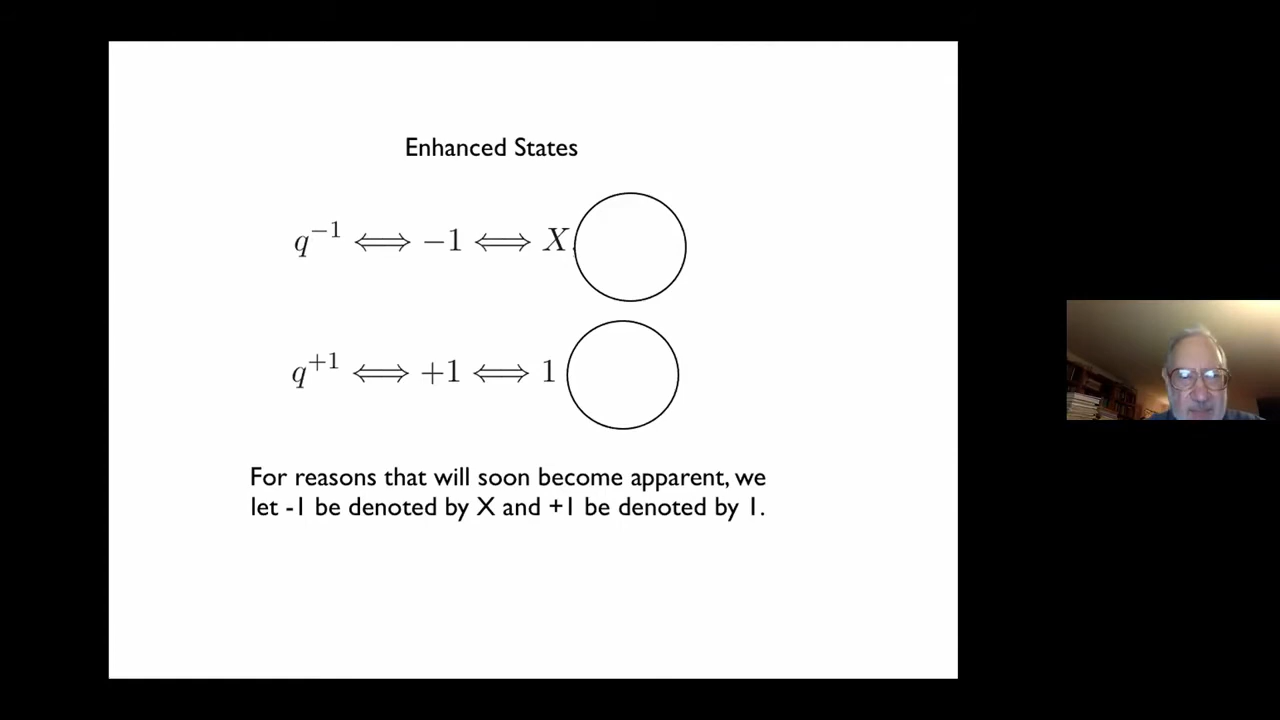 Enhanced States
q^{-1} ⟺ −1 ⟺ X
q^{+1} ⟺ +1 ⟺ 1
For reasons that will soon become apparent, we
let -1 be denoted by X and +1 be denoted by 1.